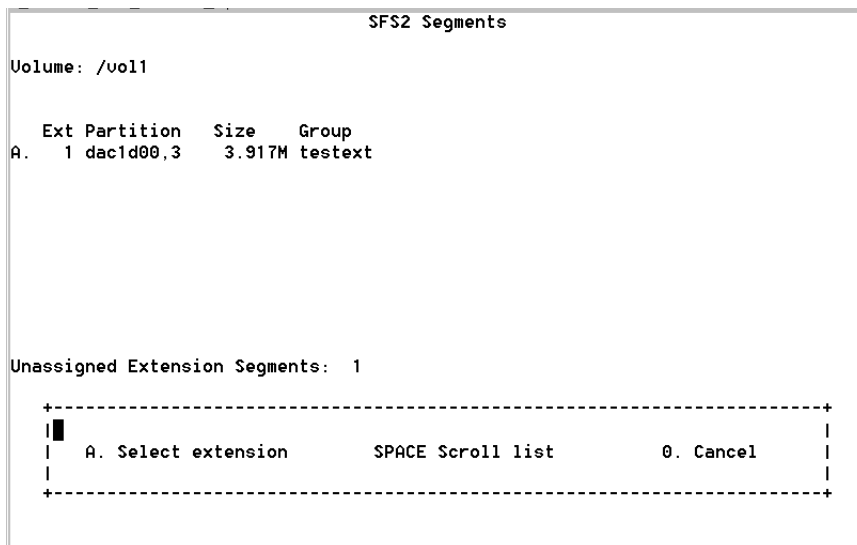 SFS2 Segments
Volume: /vol1
Ext Partition Size Group
A. 1 dac1d00,3 3.917M testext
Unassigned Extension Segments: 1
A. Select extension SPACE Scroll list 0. Cancel